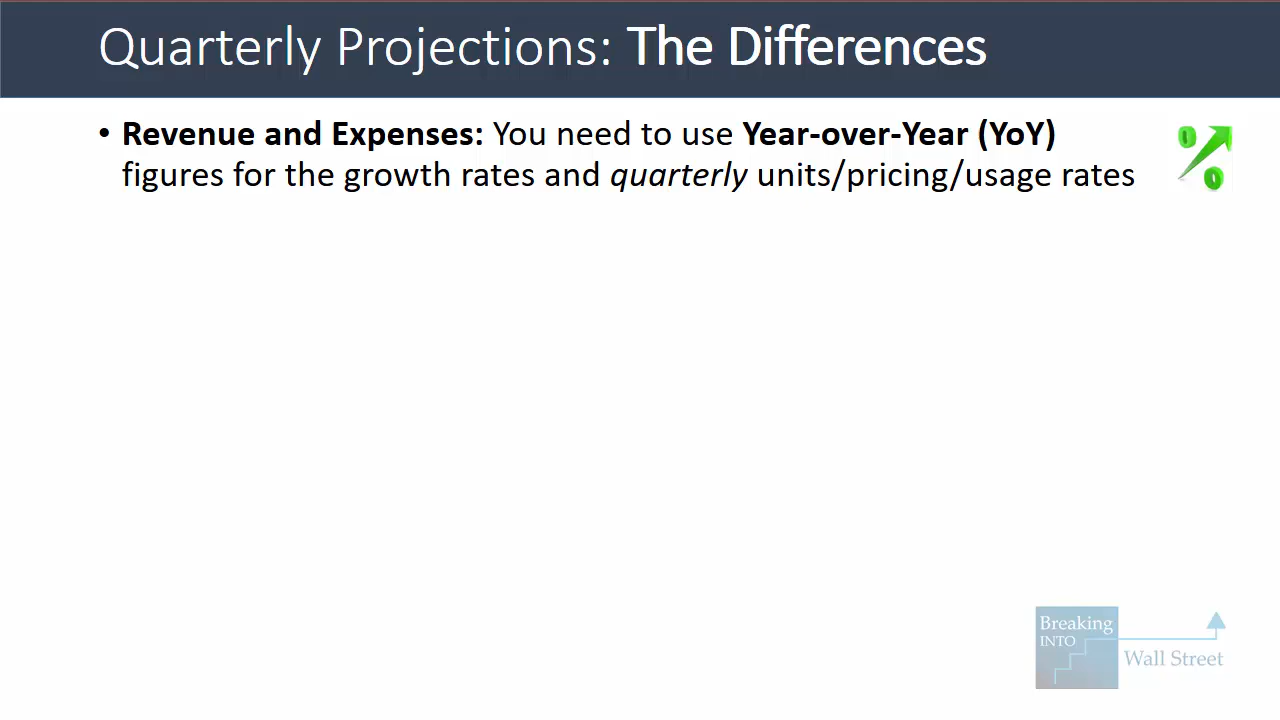 Quarterly Projections: The Differences
• Revenue and Expenses: You need to use Year-over-Year (YoY)
figures for the growth rates and quarterly units/pricing/usage rates
Breaking
INTO
Wall Street